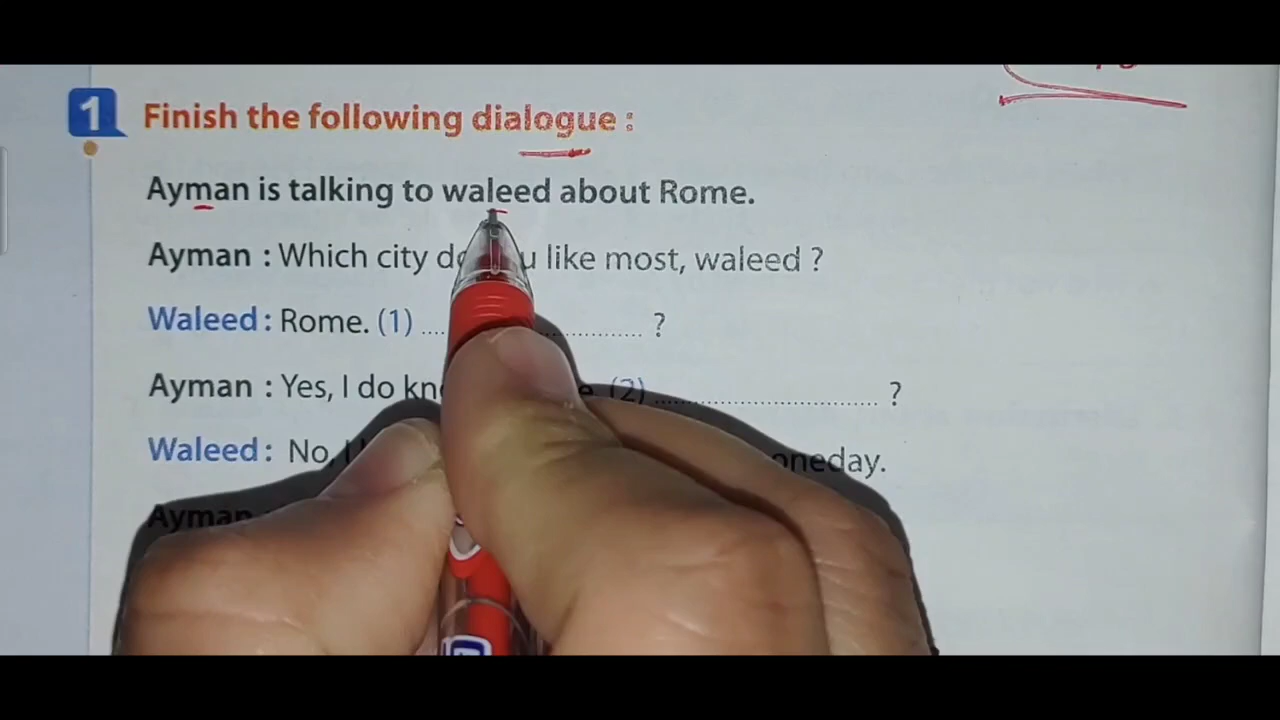 1 Finish the following dialogue :
Ayman is talking to waleed about Rome.
Ayman : Which city do like most, waleed ?
Waleed : Rome. (1) .... ............... ?
Ayman : Yes, I do (2) .............................. ?
Waleed : No, oneday.
Ayman